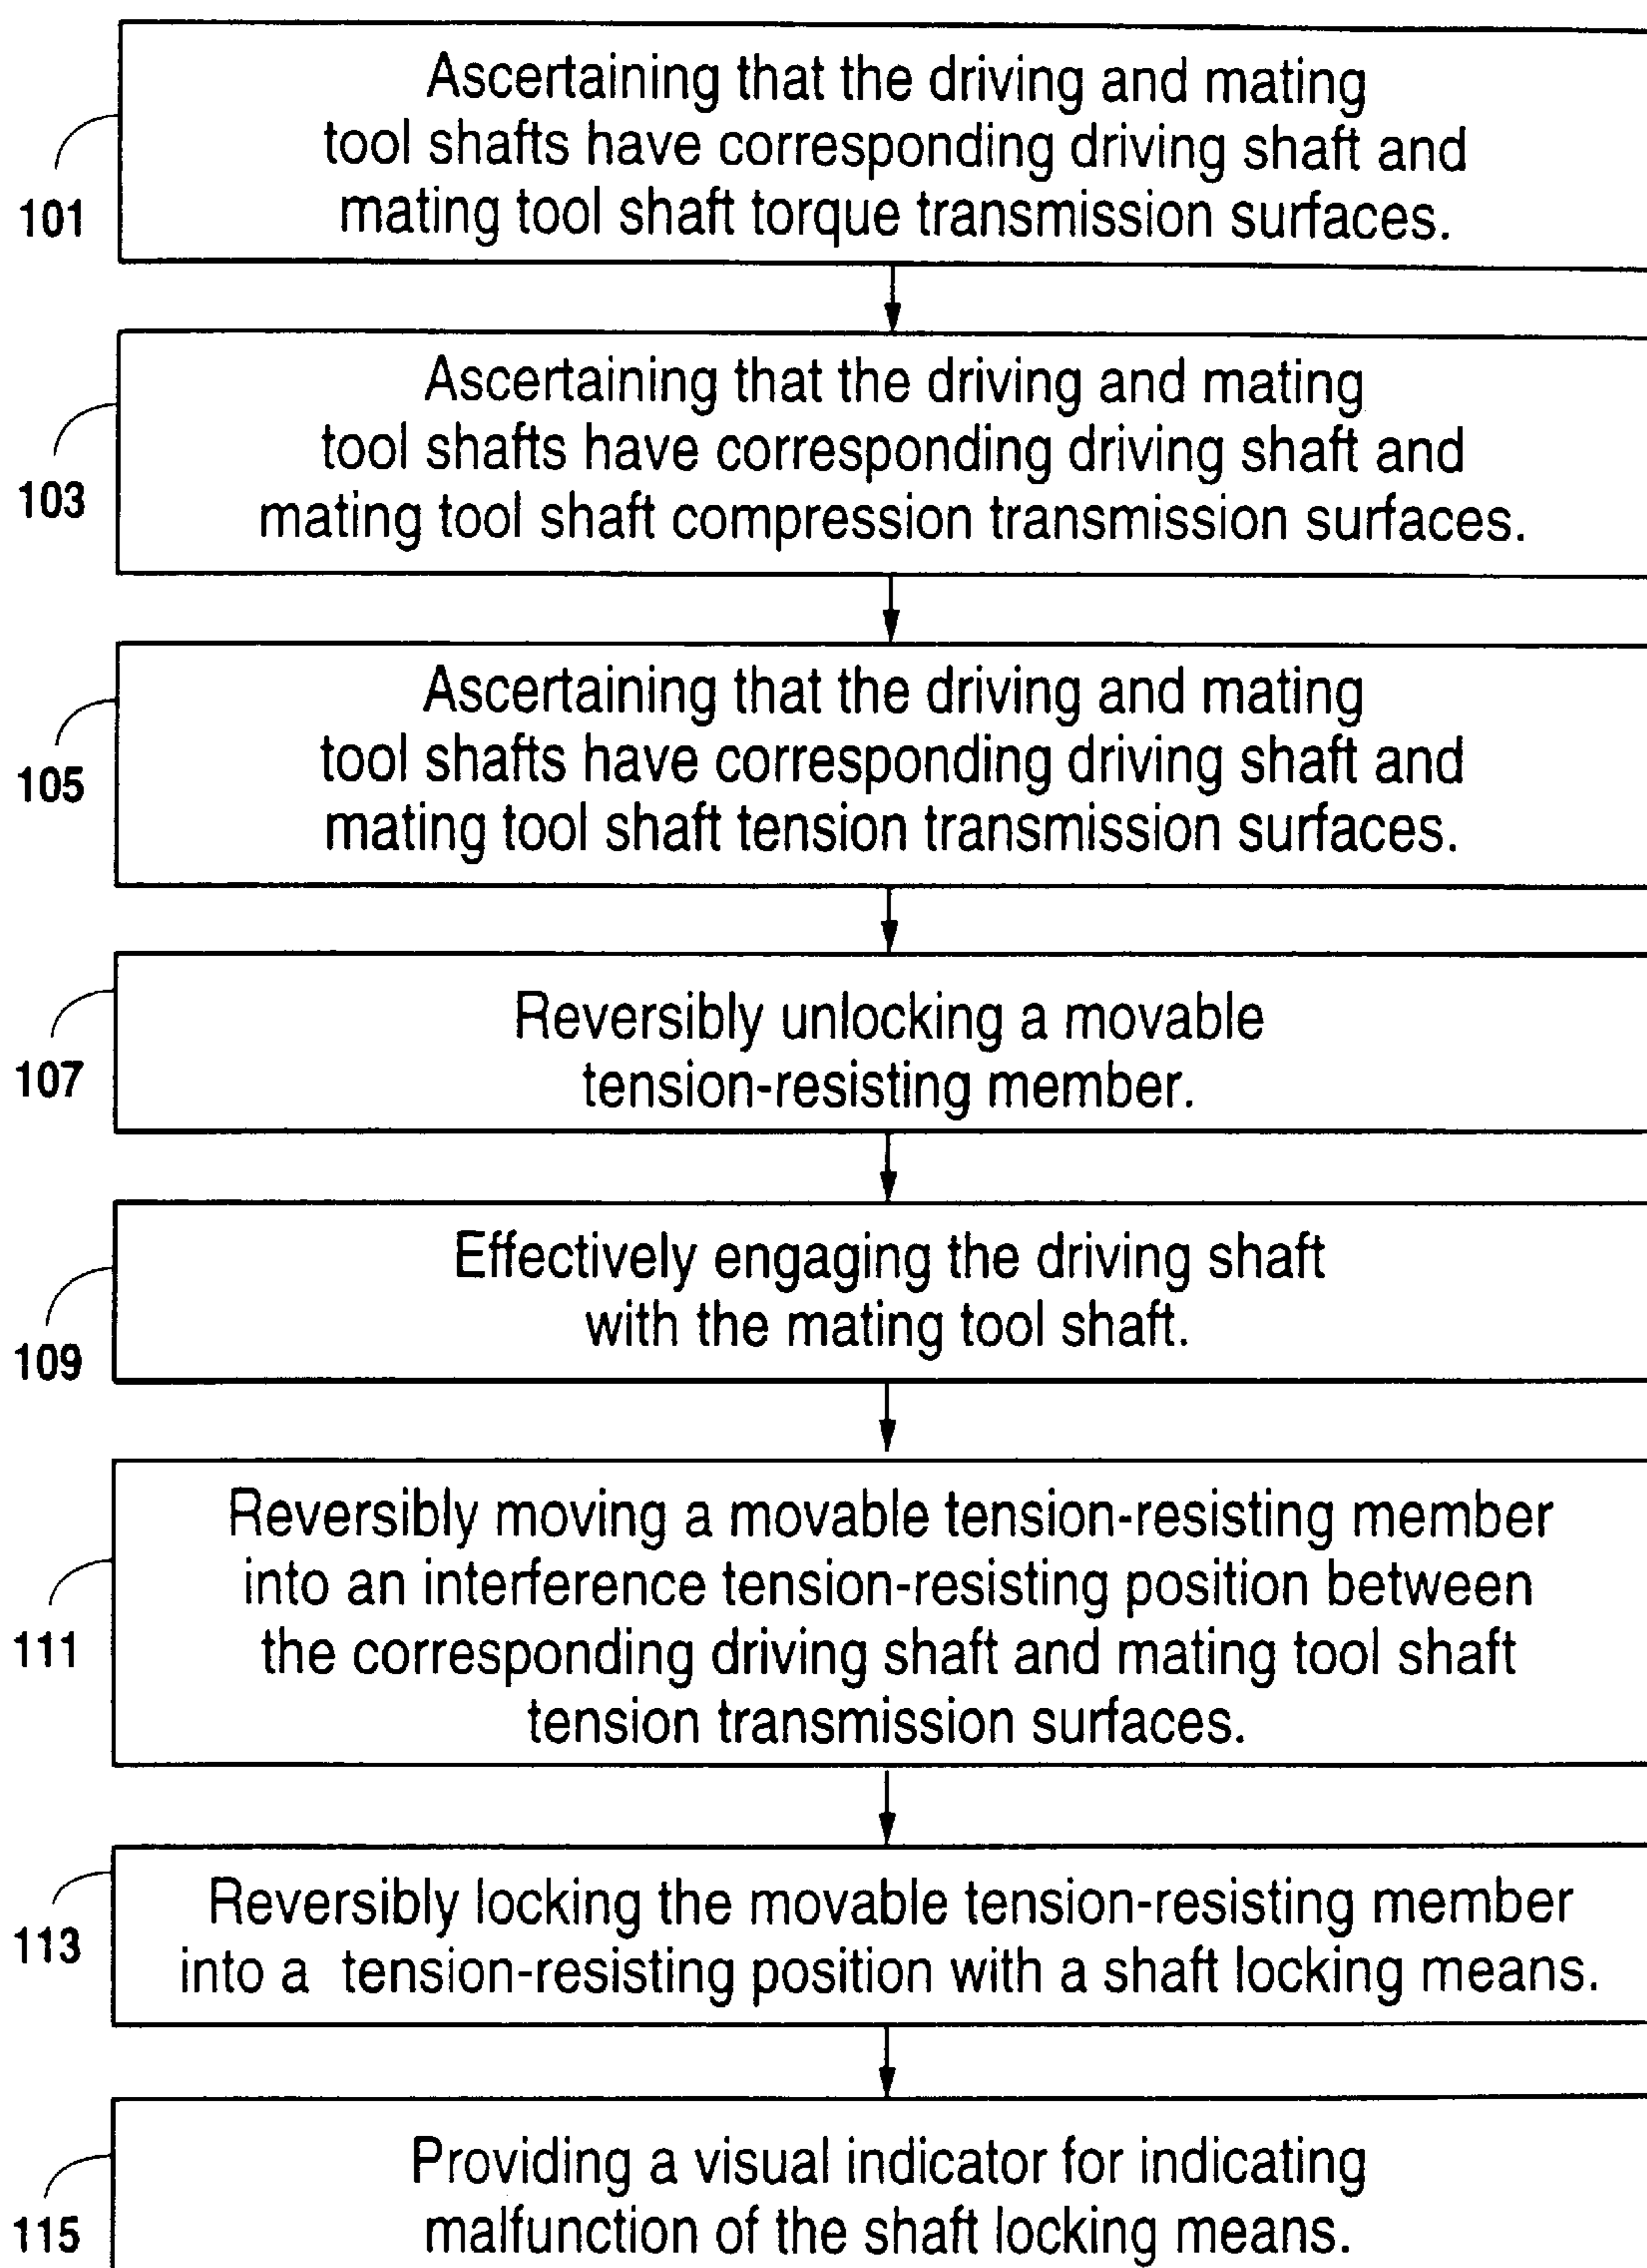 Ascertaining that the driving and mating
tool shafts have corresponding driving shaft and
mating tool shaft torque transmission surfaces.
101
Ascertaining that the driving and mating
tool shafts have corresponding driving shaft and
mating tool shaft compression transmission surfaces.
103
Ascertaining that the driving and mating
tool shafts have corresponding driving shaft and
mating tool shaft tension transmission surfaces.
105
Reversibly unlocking a movable
tension-resisting member.
107
Effectively engaging the driving shaft
with the mating tool shaft.
109
Reversibly moving a movable tension-resisting member
into an interference tension-resisting position between
the corresponding driving shaft and mating tool shaft
tension transmission surfaces.
111
Reversibly locking the movable tension-resisting member
into a tension-resisting position with a shaft locking means.
113
Providing a visual indicator for indicating
malfunction of the shaft locking means.
115